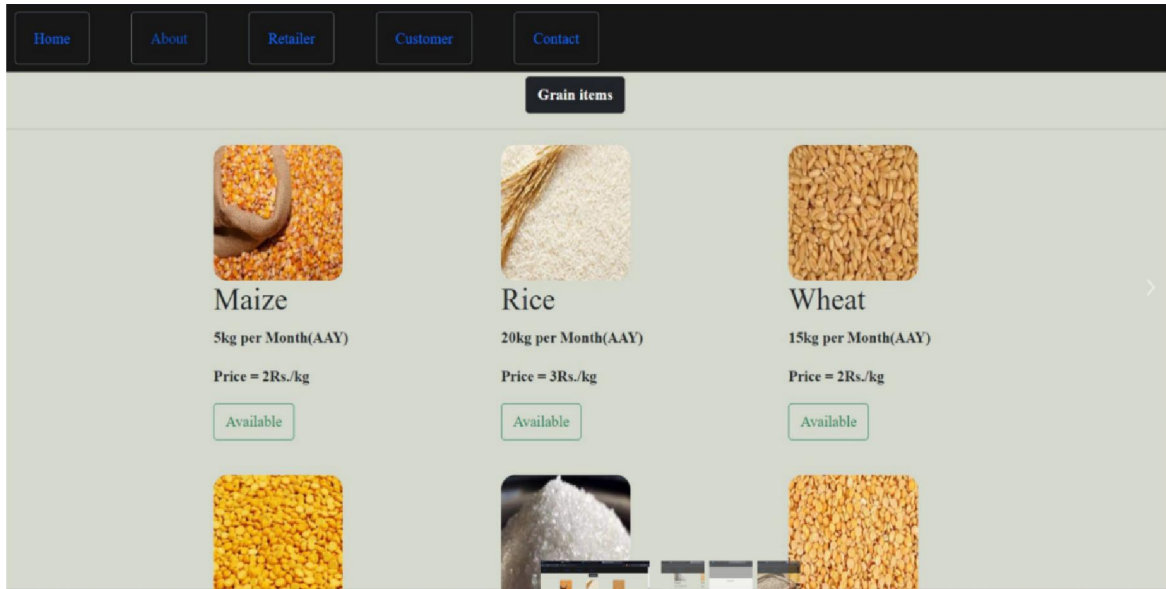 Home About Retailer Customer Contact
Grain items
Maize Rice Wheat
5kg per Month(AAY) 20kg per Month(AAY) 15kg per Month(AAY)
Price = 2Rs./kg Price = 3Rs./kg Price = 2Rs./kg
Available Available Available